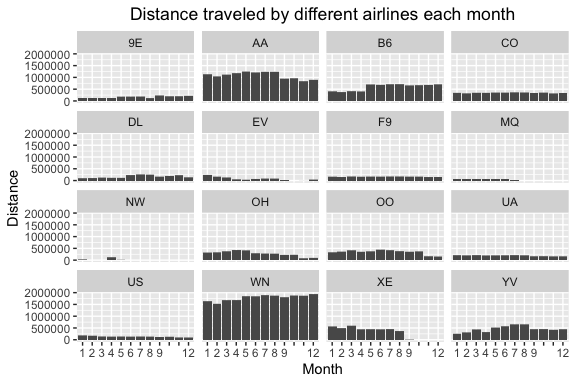 Distance traveled by different airlines each month
9E AA B6 CO
2000000
1500000
1000000
500000
0
DL EV F9 MQ
2000000
1500000
1000000
500000
0
NW OH OO UA
2000000
1500000
1000000
500000
0
US WN XE YV
2000000
1500000
1000000
500000
0
1 2 3 4 5 6 7 8 9 12 1 2 3 4 5 6 7 8 9 12 1 2 3 4 5 6 7 8 9 12 1 2 3 4 5 6 7 8 9 12
Distance
Month